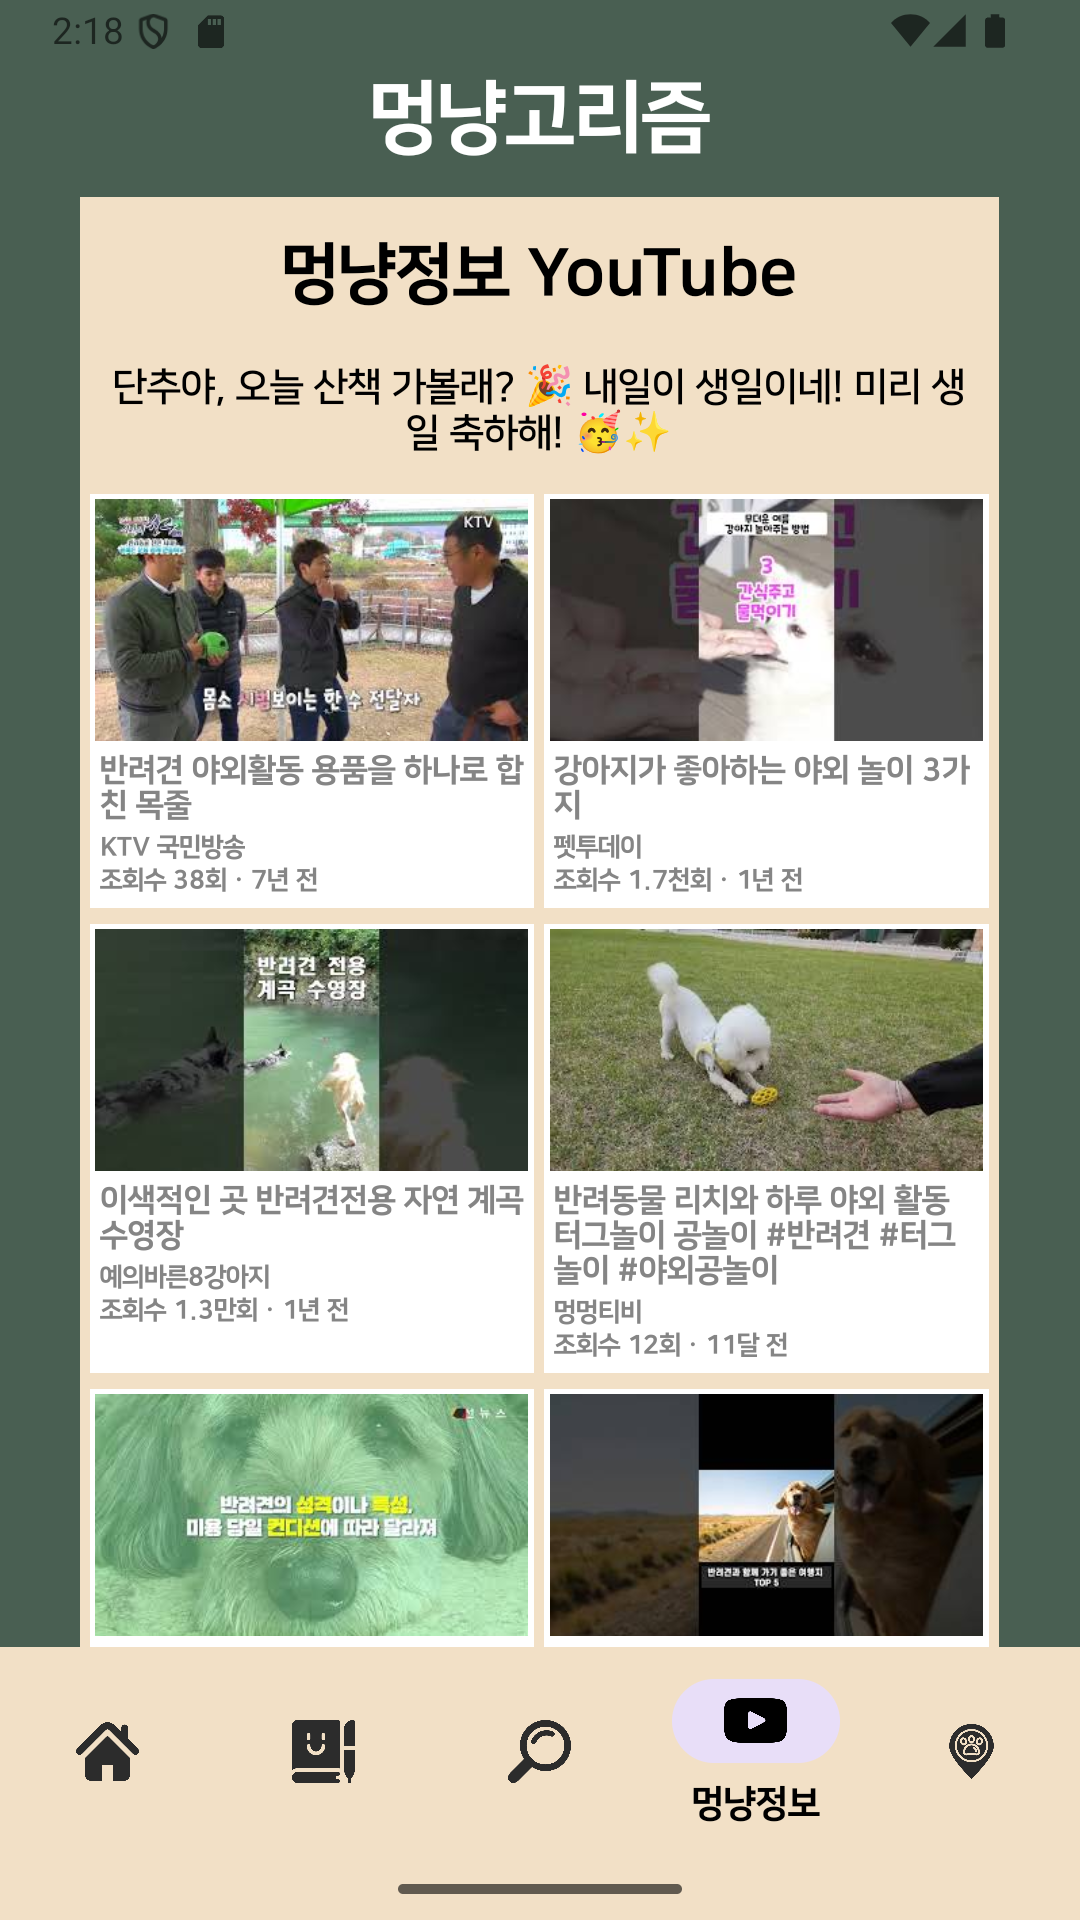 2:18
멍냥고리즘
멍냥정보 YouTube
단추야, 오늘 산책 가볼래? 🎉 내일이 생일이네! 미리 생
일 축하해! 🥳✨
KTV
몸소 시범보이는 한 수 전달자
무더운 여름
강아지 놀아주는 방법
3
간식주고
물먹이기
반려견 야외활동 용품을 하나로 합
친 목줄
KTV 국민방송
조회수 38회 · 7년 전
강아지가 좋아하는 야외 놀이 3가
지
펫투데이
조회수 1.7천회 · 1년 전
반려견 전용
계곡 수영장
이색적인 곳 반려견전용 자연 계곡
수영장
예의바른8강아지
조회수 1.3만회 · 1년 전
반려동물 리치와 하루 야외 활동
터그놀이 공놀이 #반려견 #터그
놀이 #야외공놀이
멍멍티비
조회수 12회 · 11달 전
뉴스
반려견의 성격이나 특성,
미용 당일 컨디션에 따라 달라져
반려견과 함께 가기 좋은 여행지
TOP 5
멍냥정보